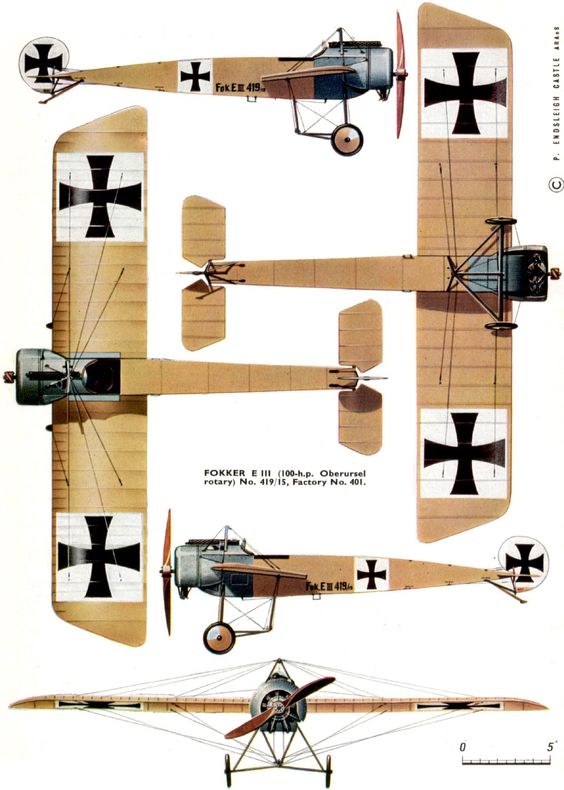 Fok.E III 419/15
© P. ENDSLEIGH CASTLE ARAeS
FOKKER E III (100-h.p. Oberursel
rotary) No. 419/15, Factory No. 401.
Fok.E III 419/15
0 5'